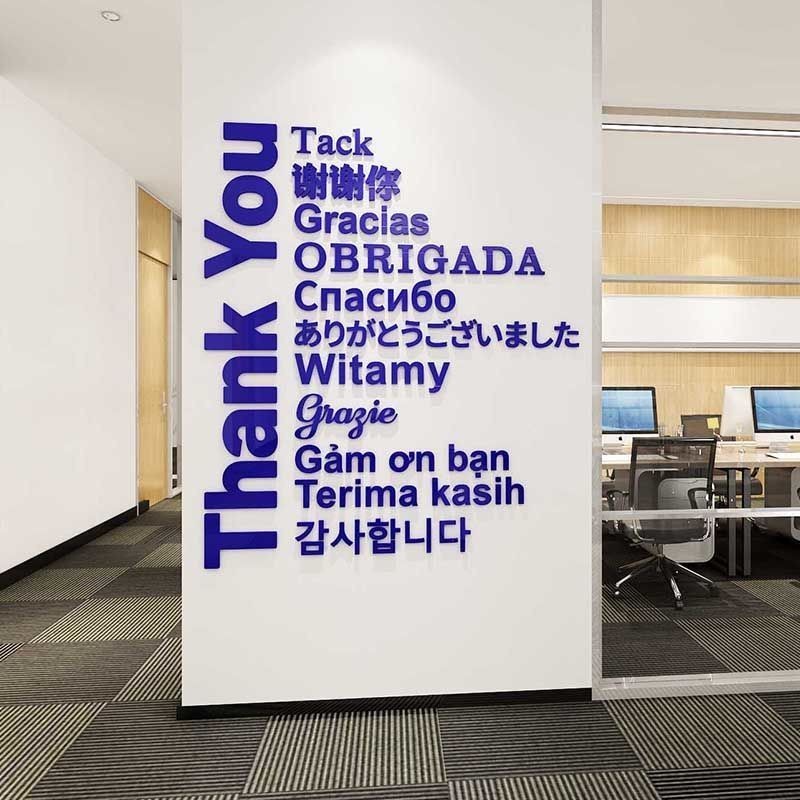 Thank You
Tack
谢谢你
Gracias
OBRIGADA
Спасибо
ありがとうございました
Witamy
Grazie
Gảm ơn bạn
Terima kasih
감사합니다